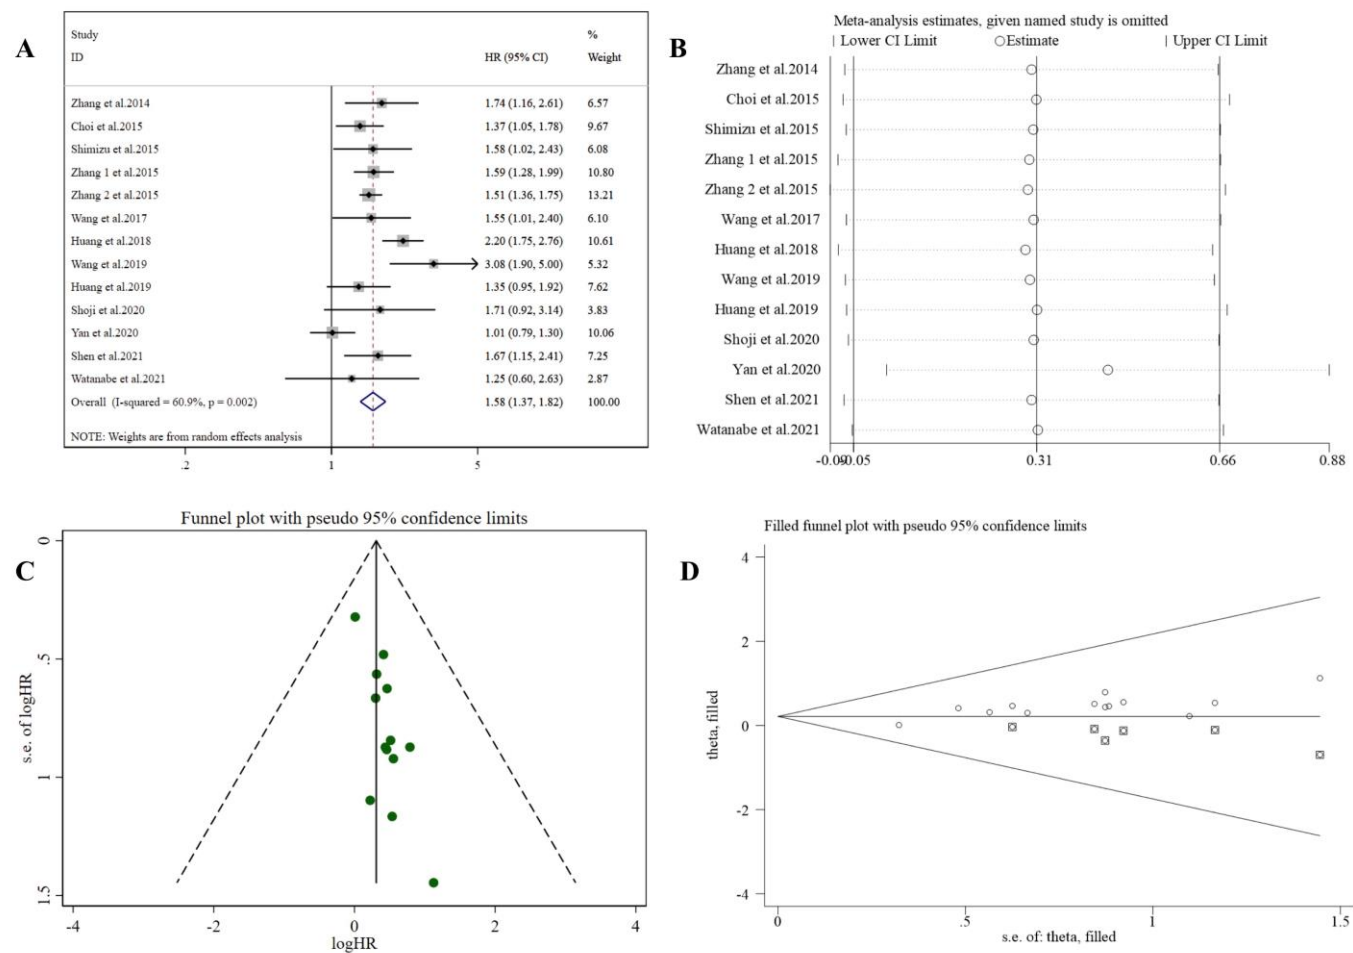 A
Study
%
ID
HR (95% CI)
Weight
Zhang et al.2014
1.74 (1.16, 2.61)
6.57
Choi et al.2015
1.37 (1.05, 1.78)
9.67
Shimizu et al.2015
1.58 (1.02, 2.43)
6.08
Zhang 1 et al.2015
1.59 (1.28, 1.99)
10.80
Zhang 2 et al.2015
1.51 (1.36, 1.75)
13.21
Wang et al.2017
1.55 (1.01, 2.40)
6.10
Huang et al.2018
2.20 (1.75, 2.76)
10.61
Wang et al.2019
3.08 (1.90, 5.00)
5.32
Huang et al.2019
1.35 (0.95, 1.92)
7.62
Shoji et al.2020
1.71 (0.92, 3.14)
3.83
Yan et al.2020
1.01 (0.79, 1.30)
10.06
Shen et al.2021
1.67 (1.15, 2.41)
7.25
Watanabe et al.2021
1.25 (0.60, 2.63)
2.87
Overall (I-squared = 60.9%, p = 0.002)
1.58 (1.37, 1.82)
100.00
NOTE: Weights are from random effects analysis
.2
1
5
B
Meta-analysis estimates, given named study is omitted
Lower CI Limit
Estimate
Upper CI Limit
Zhang et al.2014
Choi et al.2015
Shimizu et al.2015
Zhang 1 et al.2015
Zhang 2 et al.2015
Wang et al.2017
Huang et al.2018
Wang et al.2019
Huang et al.2019
Shoji et al.2020
Yan et al.2020
Shen et al.2021
Watanabe et al.2021
-0.05
0.31
0.66
0.88
C
Funnel plot with pseudo 95% confidence limits
s.e. of logHR
0
.5
1
1.5
-4
-2
0
2
4
logHR
D
Filled funnel plot with pseudo 95% confidence limits
theta, filled
4
2
0
-2
-4
0
.5
1
1.5
s.e. of: theta, filled